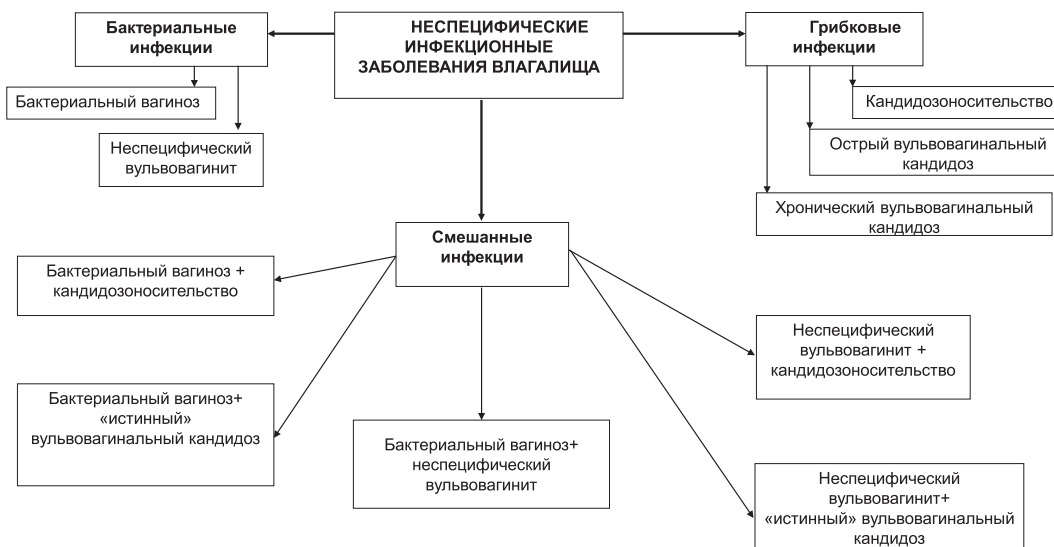 Бактериальные
инфекции
НЕСПЕЦИФИЧЕСКИЕ
ИНФЕКЦИОННЫЕ
ЗАБОЛЕВАНИЯ ВЛАГАЛИЩА
Грибковые
инфекции
Бактериальный вагиноз
Неспецифический
вульвовагинит
Кандидозоносительство
Острый вульвовагинальный
кандидоз
Хронический вульвовагинальный
кандидоз
Смешанные
инфекции
Бактериальный вагиноз +
кандидозоносительство
Неспецифический
вульвовагинит +
кандидозоносительство
Бактериальный вагиноз+
«истинный»
вульвовагинальный кандидоз
Бактериальный вагиноз+
неспецифический
вульвовагинит
Неспецифический
вульвовагинит+
«истинный» вульвовагинальный
кандидоз